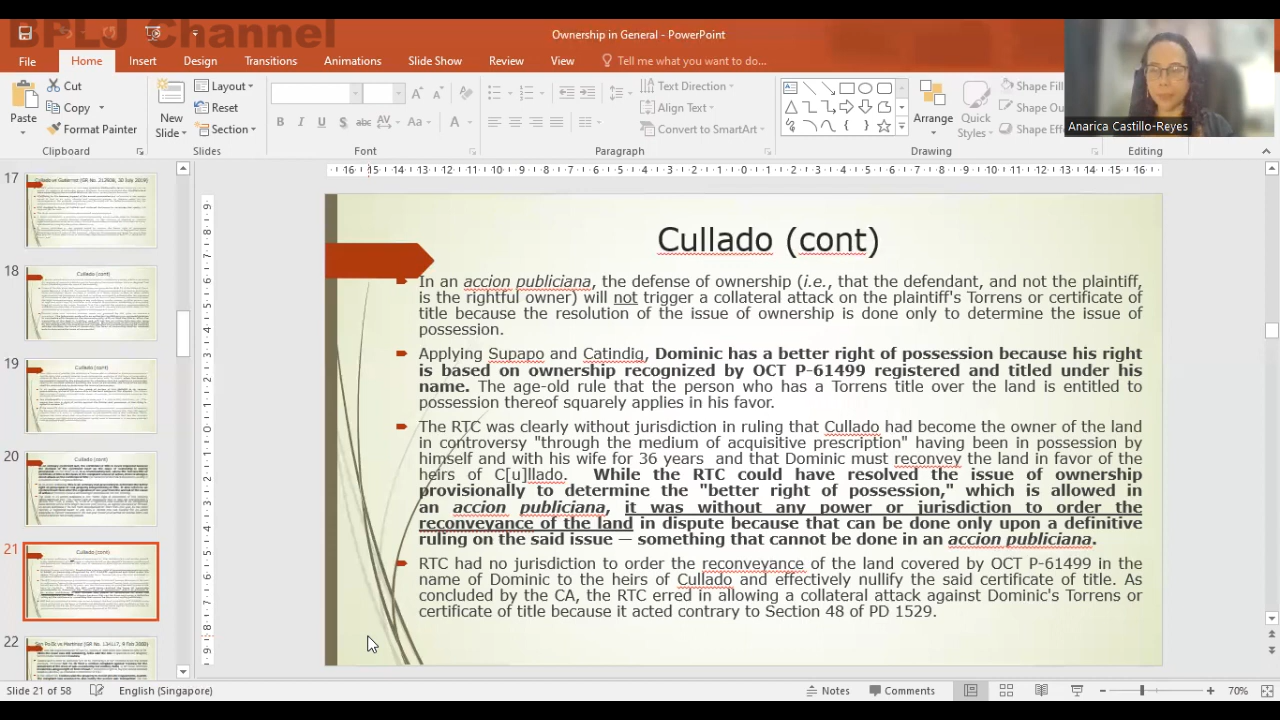 BPLJ Channel
Ownership in General - PowerPoint
File Home Insert Design Transitions Animations Slide Show Review View Tell me what you want to do...
Paste
Cut
Copy
Format Painter
Clipboard
New
Slide
Layout
Reset
Section
Slides
Font
Text Direction
Align Text
Convert to SmartArt
Paragraph
Arrange
Quick
Styles
Shape Fill
Shape Ou
Shape Effe
Drawing
Editing
Anarica Castillo-Reyes
17
18
Cullado (cont)
19
Cullado (cont)
20
21
Cullado (cont)
22
Cullado (cont)
In an accion publiciana, the defense of ownership (i.e., that the defendant, and not the plaintiff,
is the rightful owner) will not trigger a collateral attack on the plaintiff's Torrens or certificate of
title because the resolution of the issue of ownership is done only to determine the issue of
possession.
Applying Supapo and Catindig, Dominic has a better right of possession because his right
is based on ownership recognized by OCT P-61499 registered and titled under his
name. The age-old rule that the person who has a Torrens title over the land is entitled to
possession thereof squarely applies in his favor.
The RTC was clearly without jurisdiction in ruling that Cullado had become the owner of the land
in controversy "through the medium of acquisitive prescription" having been in possession by
himself and with his wife for 36 years and that Dominic must reconvey the land in favor of the
heirs of Cullado. While the RTC could have resolved the issue of ownership
provisionally to determine the "better right of possession," which is allowed in
an accion publiciana, it was without any power or jurisdiction to order the
reconveyance of the land in dispute because that can be done only upon a definitive
ruling on the said issue — something that cannot be done in an accion publiciana.
RTC had no jurisdiction to order the reconveyance of the land covered by OCT P-61499 in the
name of Dominic to the heirs of Cullado and effectively nullify the said certificate of title. As
concluded by the CA, the RTC erred in allowing a collateral attack against Dominic's Torrens or
certificate of title because it acted contrary to Section 48 of PD 1529.
Slide 21 of 58 English (Singapore) Notes Comments 70%